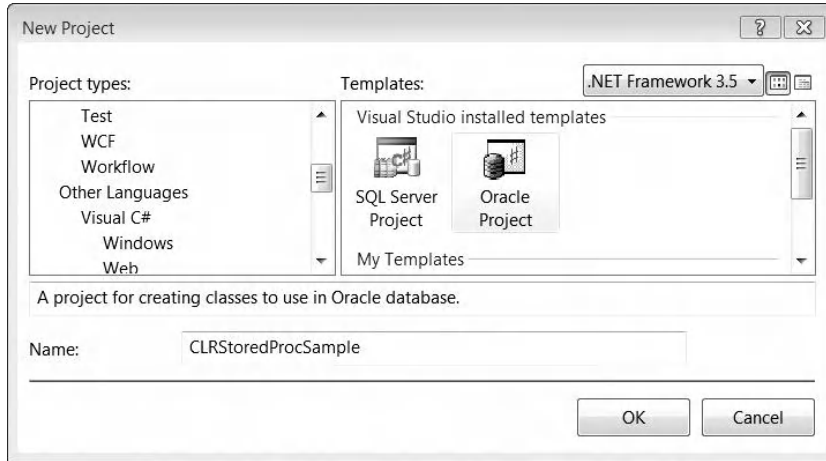 New Project
Project types:
Templates:
.NET Framework 3.5
Test
WCF
Workflow
Other Languages
Visual C#
Windows
Web
Visual Studio installed templates
SQL Server
Project
Oracle
Project
My Templates
A project for creating classes to use in Oracle database.
Name:
CLRStoredProcSample
OK
Cancel